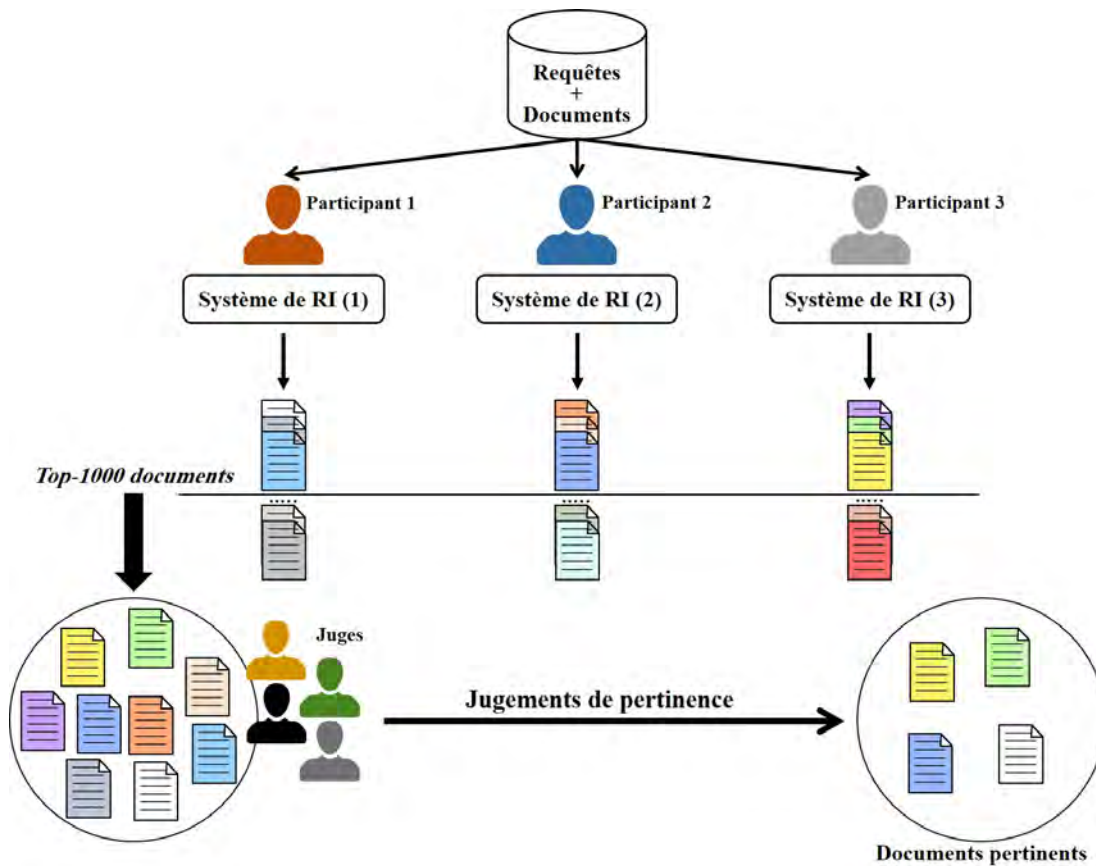 Requêtes
+
Documents
Participant 1
Participant 2
Participant 3
Système de RI (1)
Système de RI (2)
Système de RI (3)
Top-1000 documents
.....
.....
.....
Juges
Jugements de pertinence
Documents pertinents